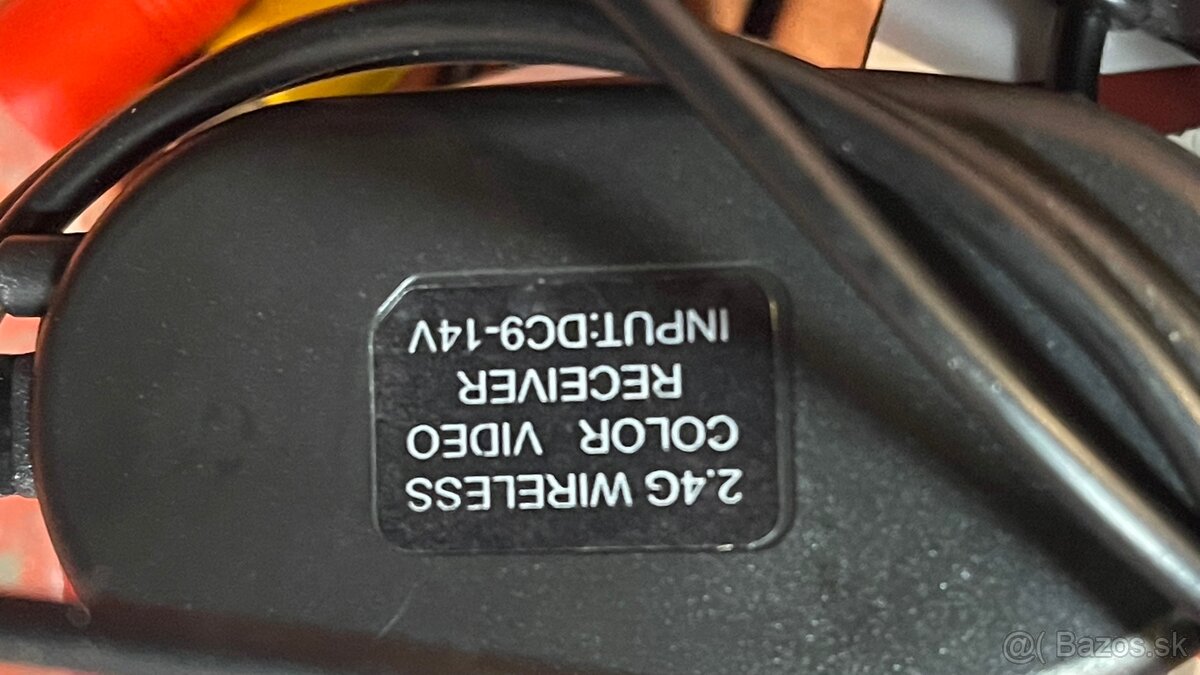 2.4G WIRELESS
COLOR VIDEO
RECEIVER
INPUT:DC9-14V
@( Bazos.sk